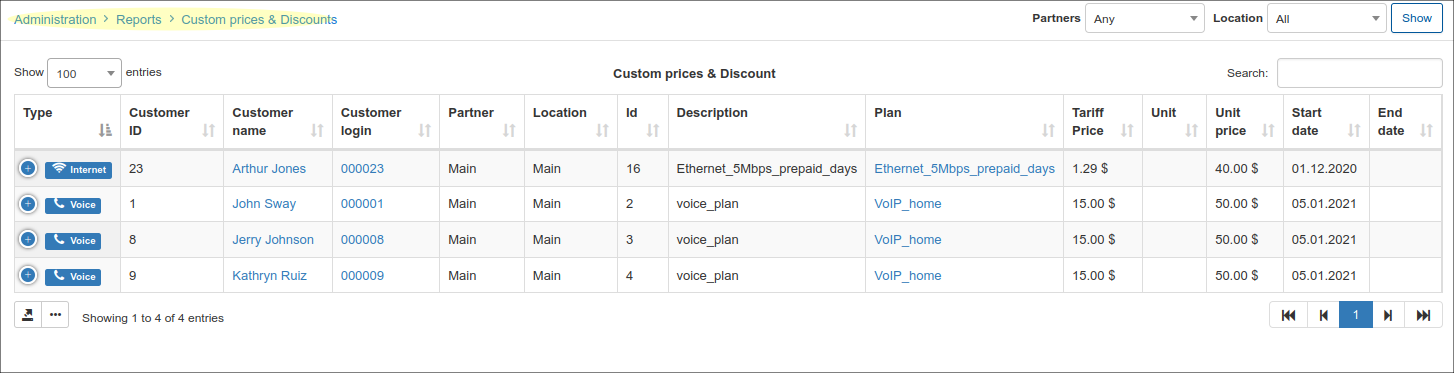 Administration > Reports > Custom prices & Discounts Partners Any Location All Show
Show 100 entries Custom prices & Discount Search:
Type Customer ID Customer name Customer login Partner Location Id Description Plan Tariff Price Unit Unit price Start date End date
Internet 23 Arthur Jones 000023 Main Main 16 Ethernet_5Mbps_prepaid_days Ethernet_5Mbps_prepaid_days 1.29 $ 40.00 $ 01.12.2020
Voice 1 John Sway 000001 Main Main 2 voice_plan VoIP_home 15.00 $ 50.00 $ 05.01.2021
Voice 8 Jerry Johnson 000008 Main Main 3 voice_plan VoIP_home 15.00 $ 50.00 $ 05.01.2021
Voice 9 Kathryn Ruiz 000009 Main Main 4 voice_plan VoIP_home 15.00 $ 50.00 $ 05.01.2021
Showing 1 to 4 of 4 entries 1